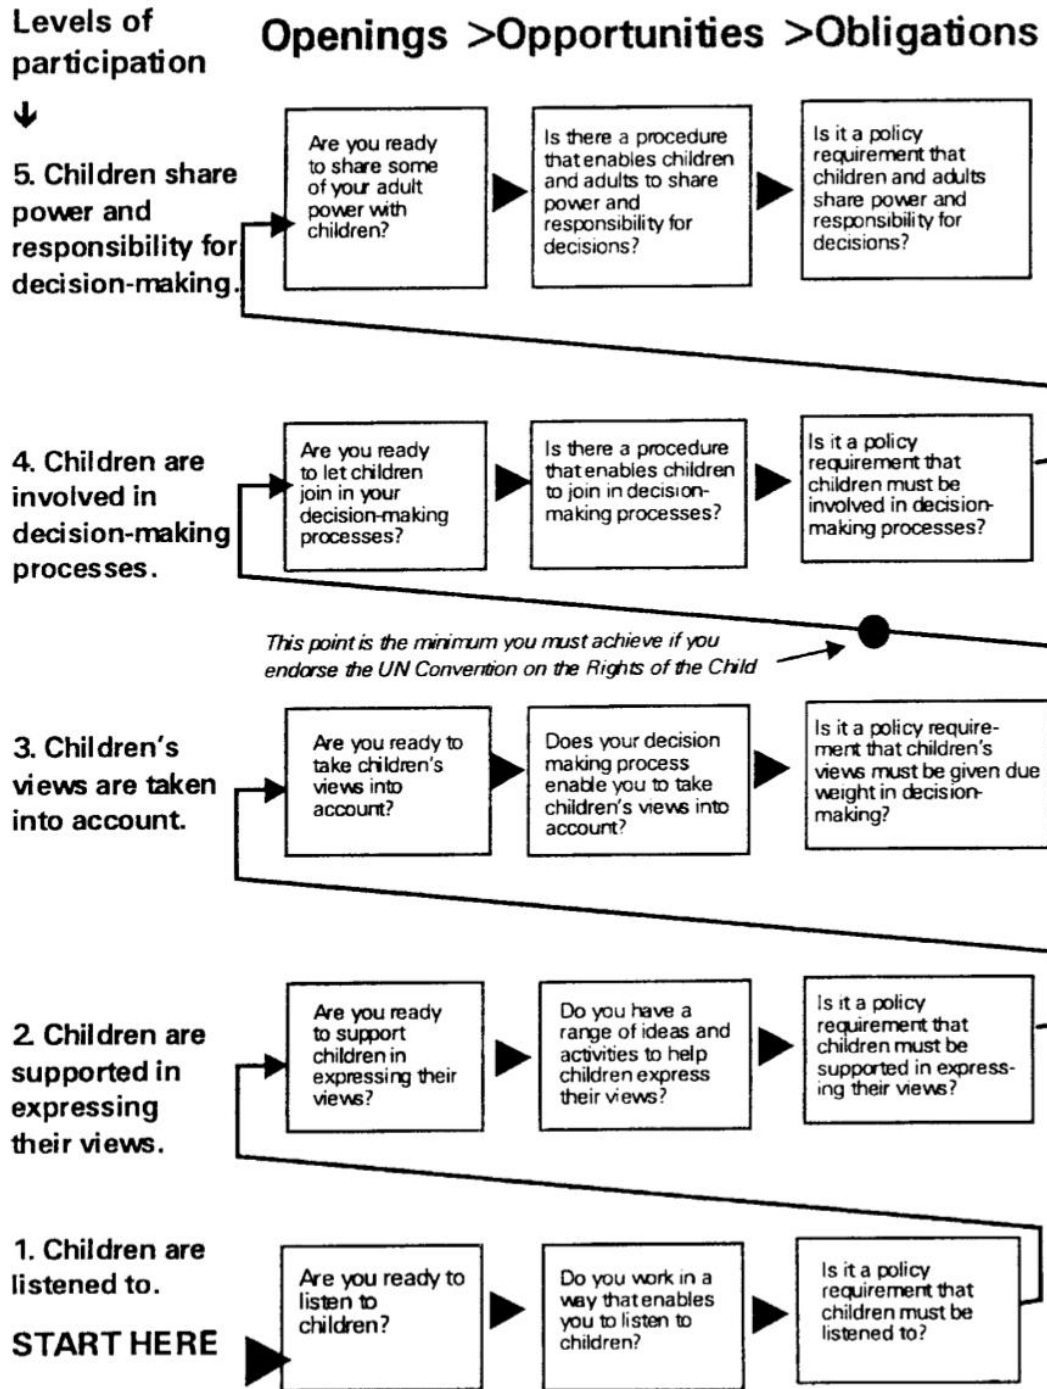 Levels of
participation
↓
Openings >Opportunities >Obligations
5. Children share
power and
responsibility for
decision-making.
Are you ready
to share some
of your adult
power with
children?
Is there a procedure
that enables children
and adults to share
power and
responsibility for
decisions?
Is it a policy
requirement that
children and adults
share power and
responsibility for
decisions?
4. Children are
involved in
decision-making
processes.
Are you ready
to let children
join in your
decision-making
processes?
Is there a procedure
that enables children
to join in decision-
making processes?
Is it a policy
requirement that
children must be
involved in decision-
making processes?
This point is the minimum you must achieve if you
endorse the UN Convention on the Rights of the Child
3. Children's
views are taken
into account.
Are you ready to
take children's
views into
account?
Does your decision
making process
enable you to take
children's views into
account?
Is it a policy require-
ment that children's
views must be given due
weight in decision-
making?
2. Children are
supported in
expressing
their views.
Are you ready
to support
children in
expressing their
views?
Do you have a
range of ideas and
activities to help
children express
their views?
Is it a policy
requirement that
children must be
supported in express-
ing their views?
1. Children are
listened to.
START HERE
Are you ready to
listen to
children?
Do you work in a
way that enables
you to listen to
children?
Is it a policy
requirement that
children must be
listened to?